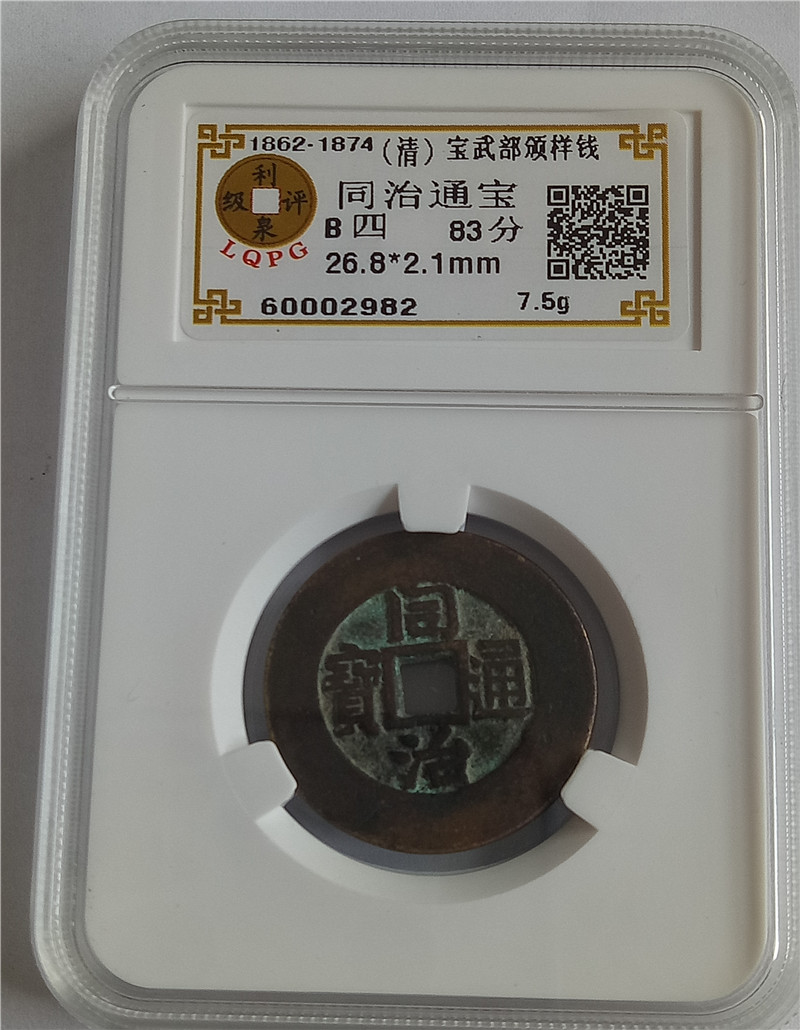 1862-1874 (清) 宝武部颁样钱
利泉评级
LQPG
同治通宝
B 四 83分
26.8*2.1mm
60002982 7.5g
同治通寶